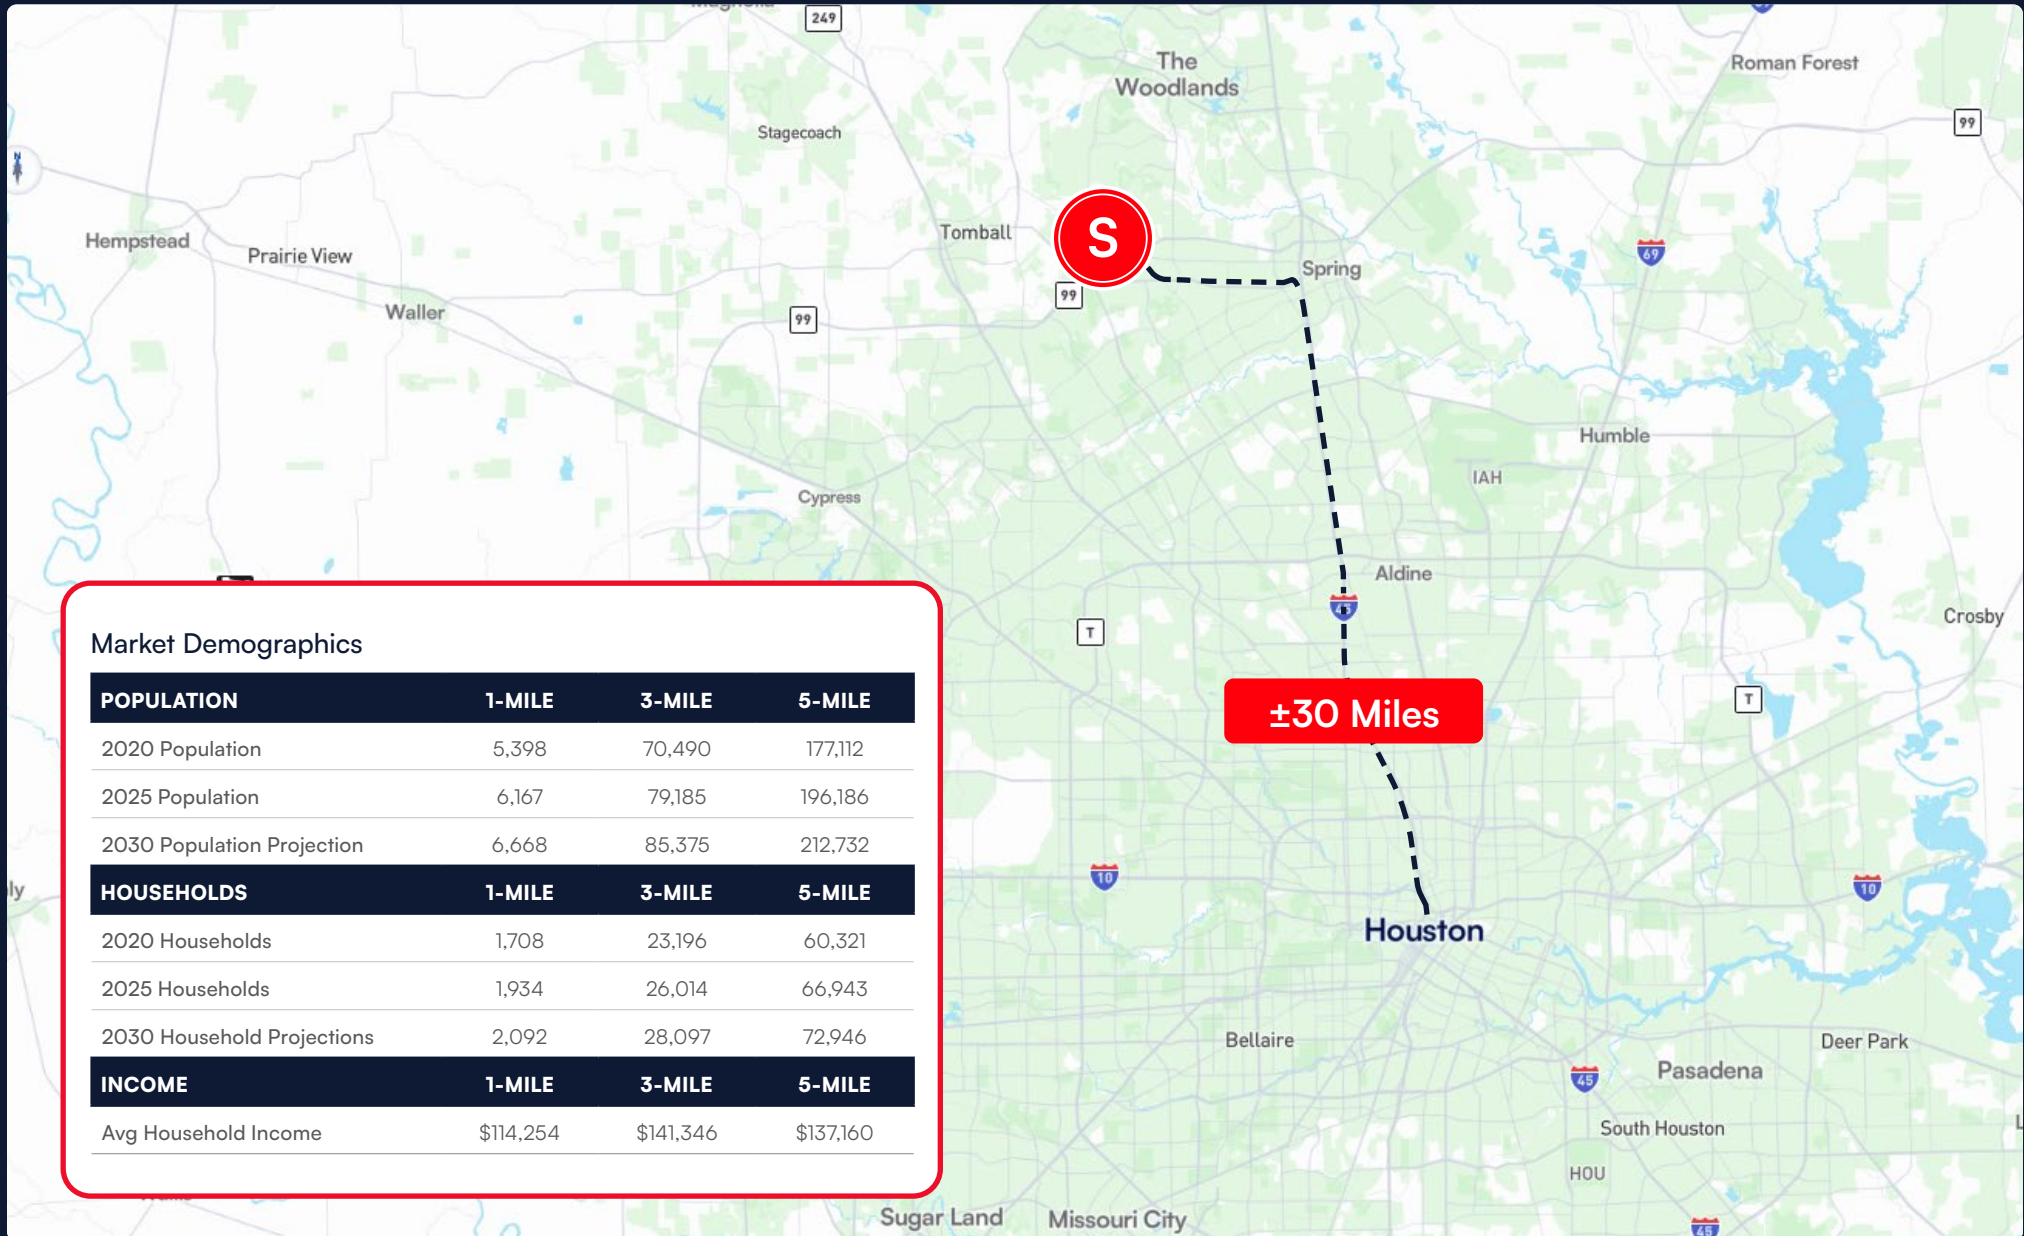 249
The
Woodlands
Roman Forest
99
Stagecoach
N
S
Tomball
Hempstead
Prairie View
69
Spring
99
Waller
99
Humble
IAH
Cypress
Aldine
45
Crosby
T
Market Demographics
POPULATION 1-MILE 3-MILE 5-MILE
2020 Population 5,398 70,490 177,112
2025 Population 6,167 79,185 196,186
2030 Population Projection 6,668 85,375 212,732
HOUSEHOLDS 1-MILE 3-MILE 5-MILE
2020 Households 1,708 23,196 60,321
2025 Households 1,934 26,014 66,943
2030 Household Projections 2,092 28,097 72,946
INCOME 1-MILE 3-MILE 5-MILE
Avg Household Income $114,254 $141,346 $137,160
T
±30 Miles
10
10
ly
Houston
Bellaire
Deer Park
Pasadena
45
South Houston
HOU
Sugar Land
Missouri City
45